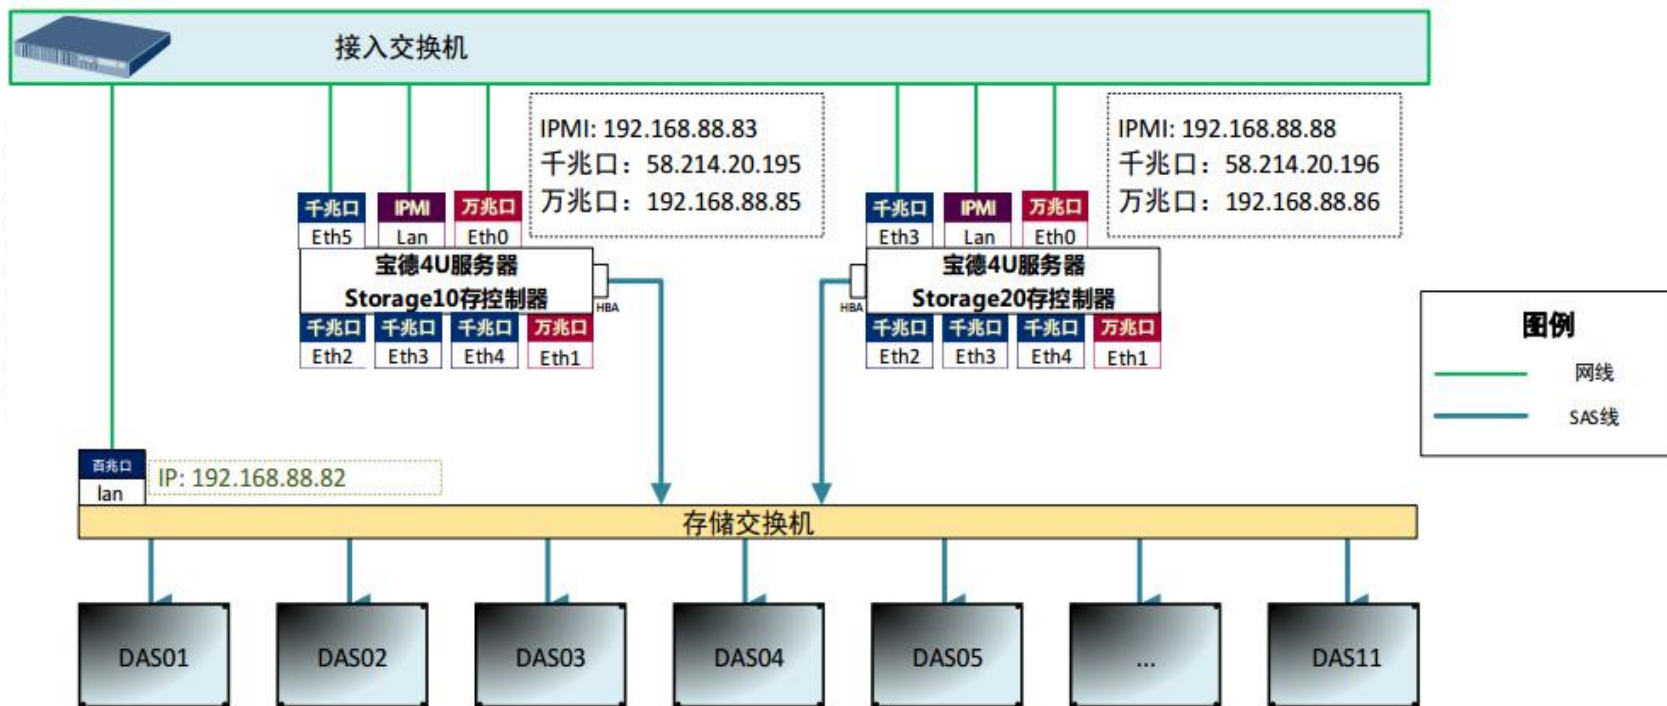 接入交换机
IPMI: 192.168.88.83
千兆口：58.214.20.195
万兆口：192.168.88.85
IPMI: 192.168.88.88
千兆口：58.214.20.196
万兆口：192.168.88.86
千兆口 IPMI 万兆口
Eth5 Lan Eth0
宝德4U服务器
Storage10存控制器
HBA
千兆口 千兆口 千兆口 万兆口
Eth2 Eth3 Eth4 Eth1
千兆口 IPMI 万兆口
Eth3 Lan Eth0
宝德4U服务器
Storage20存控制器
HBA
千兆口 千兆口 千兆口 万兆口
Eth2 Eth3 Eth4 Eth1
图例
网线
SAS线
百兆口
lan
IP: 192.168.88.82
存储交换机
DAS01 DAS02 DAS03 DAS04 DAS05 ... DAS11